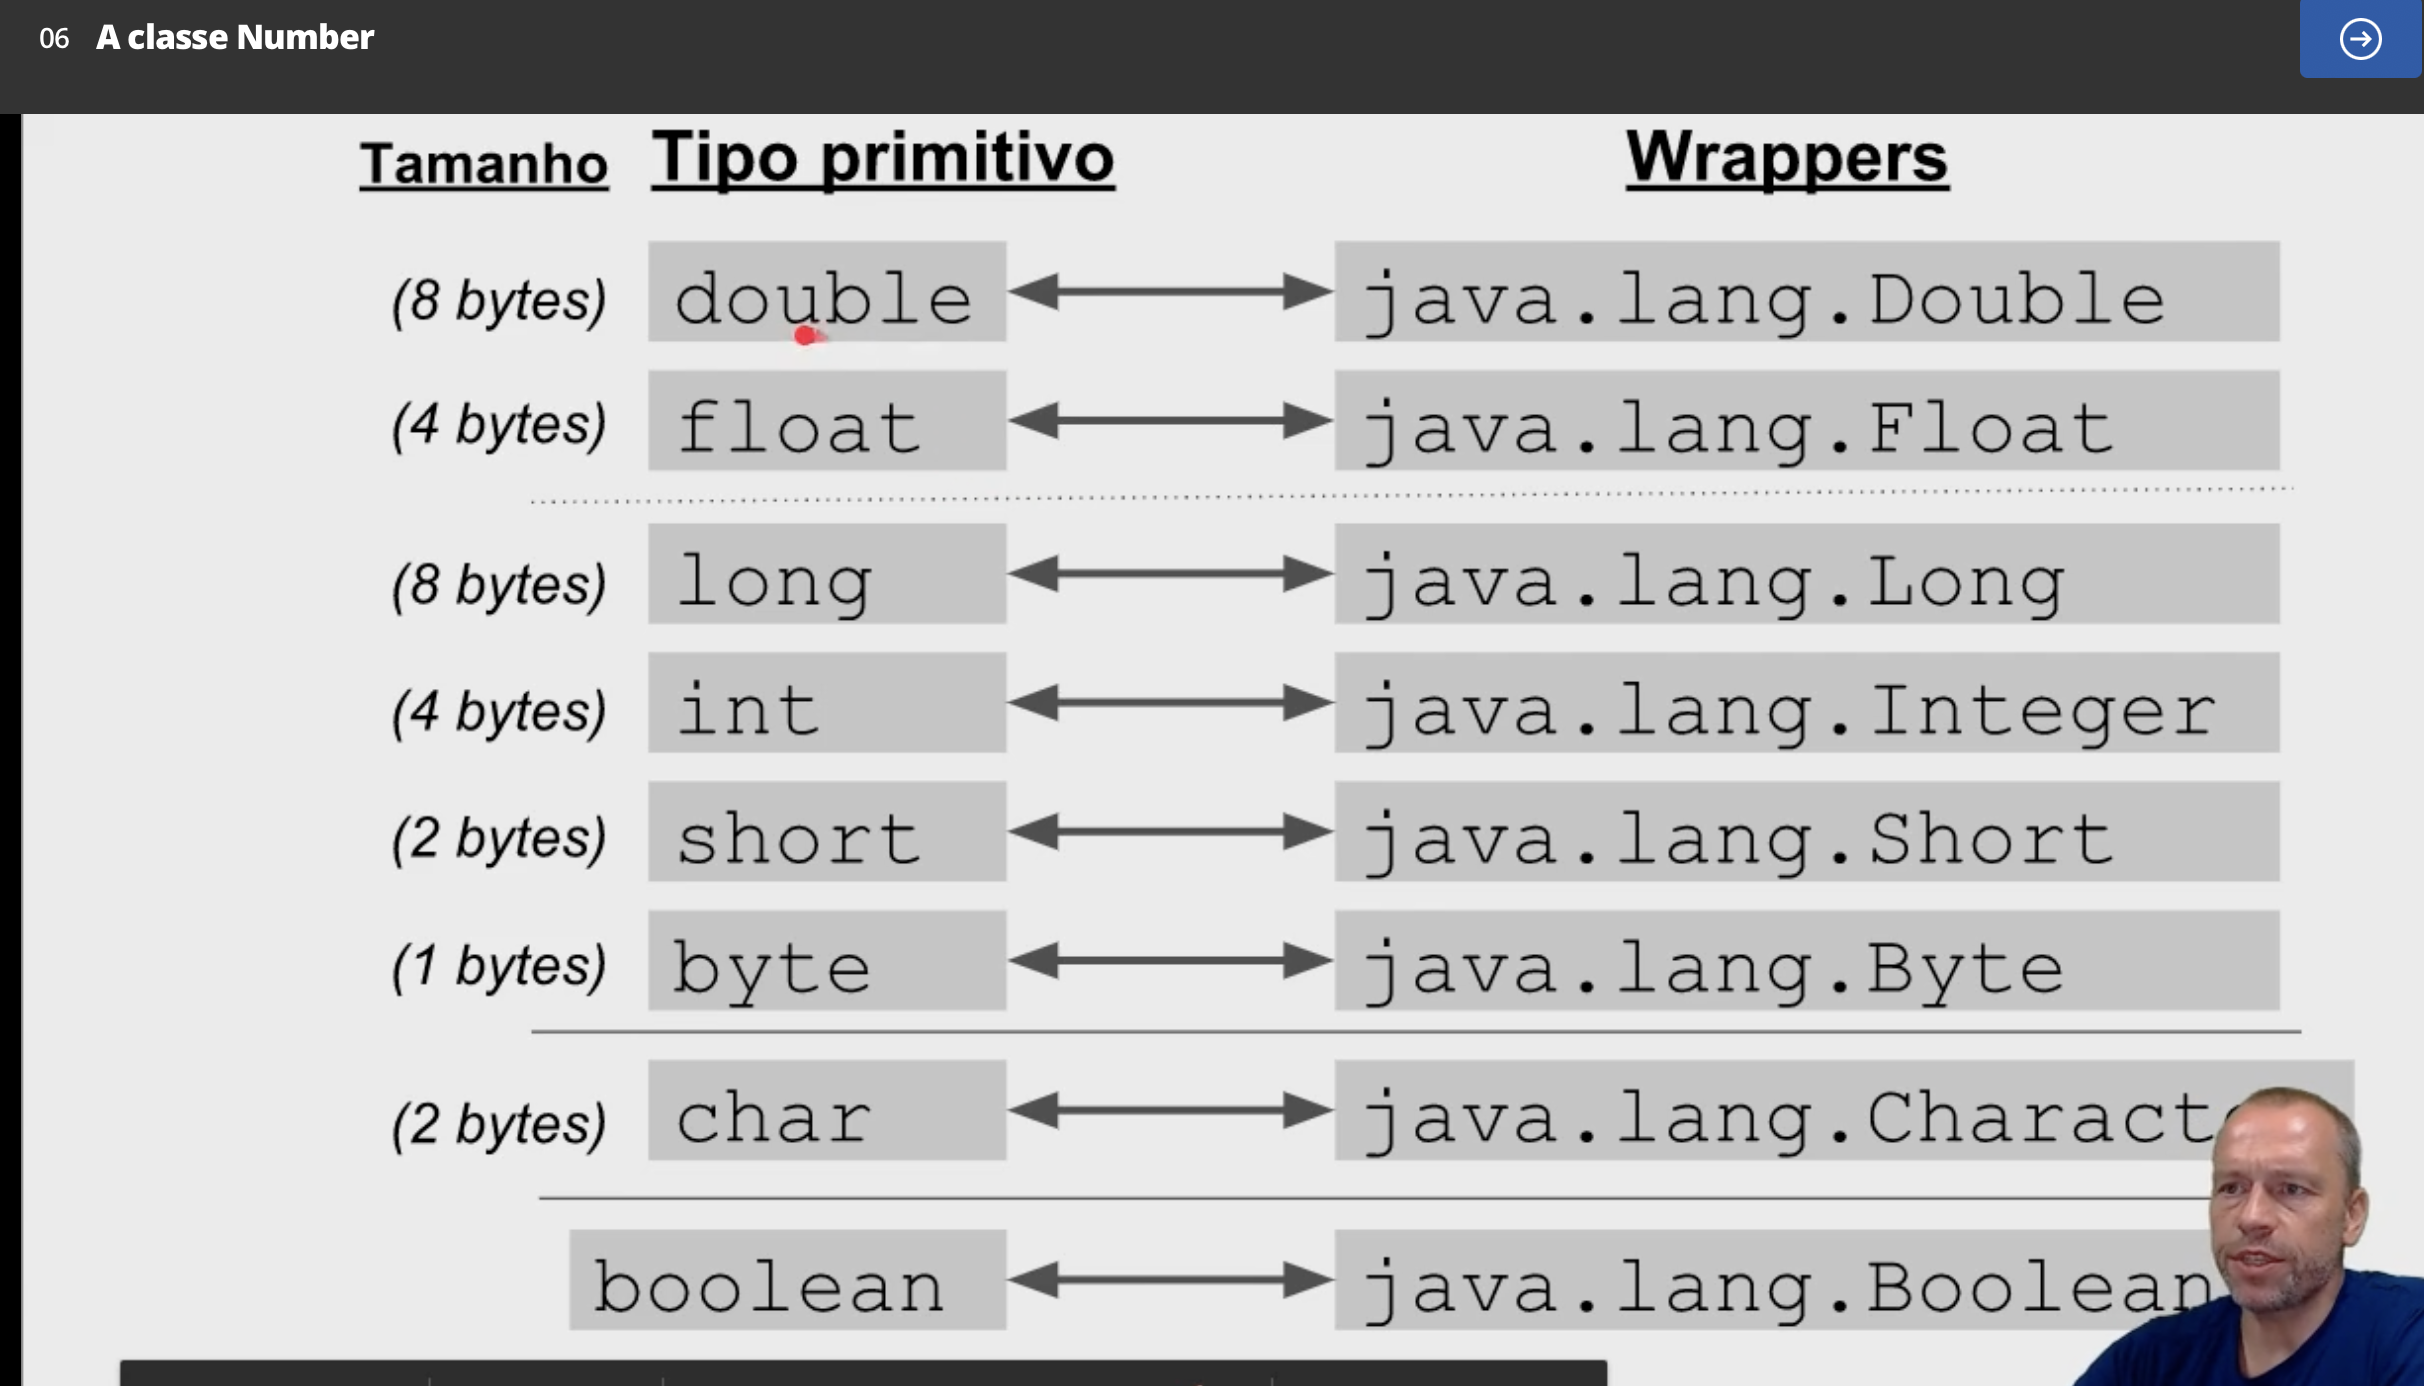 06 A classe Number
Tamanho Tipo primitivo Wrappers
(8 bytes) double java.lang.Double
(4 bytes) float java.lang.Float
(8 bytes) long java.lang.Long
(4 bytes) int java.lang.Integer
(2 bytes) short java.lang.Short
(1 bytes) byte java.lang.Byte
(2 bytes) char java.lang.Charact
boolean java.lang.Boolean